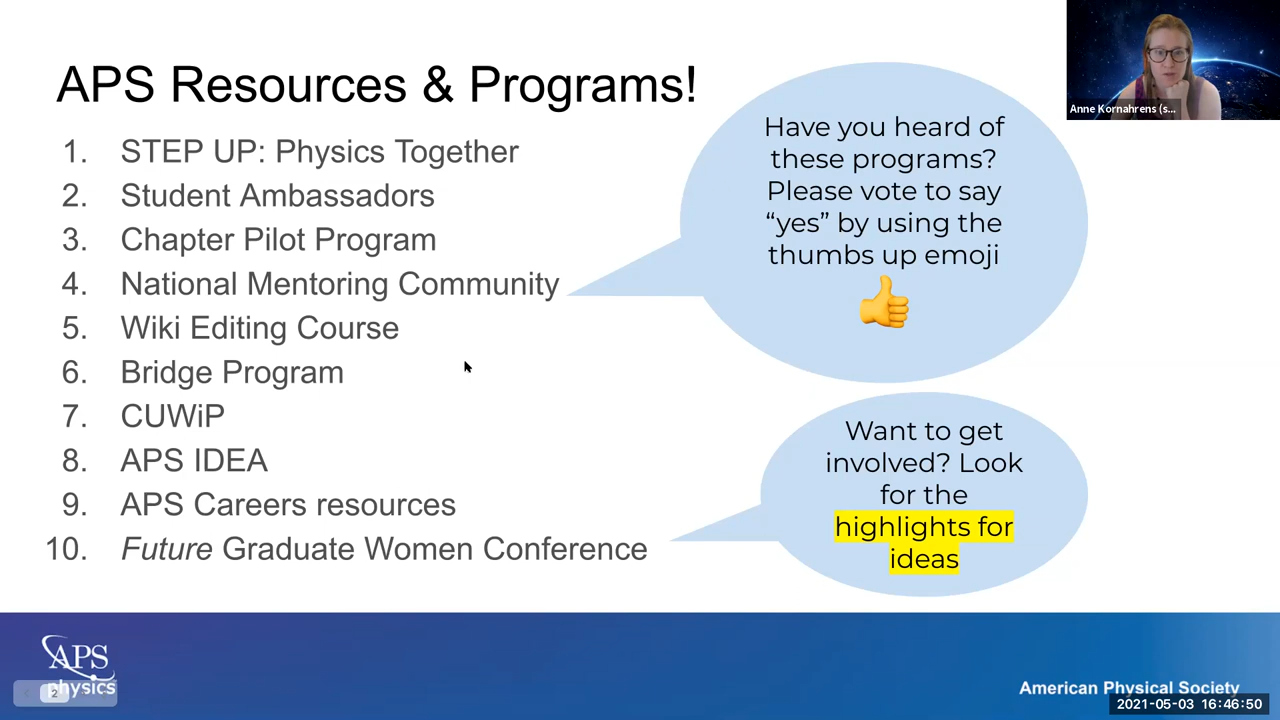 APS Resources & Programs!
1. STEP UP: Physics Together
2. Student Ambassadors
3. Chapter Pilot Program
4. National Mentoring Community
5. Wiki Editing Course
6. Bridge Program
7. CUWiP
8. APS IDEA
9. APS Careers resources
10. Future Graduate Women Conference
Have you heard of
these programs?
Please vote to say
“yes” by using the
thumbs up emoji
Want to get
involved? Look
for the
highlights for
ideas
Anne Kornahrens (s...
APS
physics
2
American Physical Society
2021-05-03 16:46:50